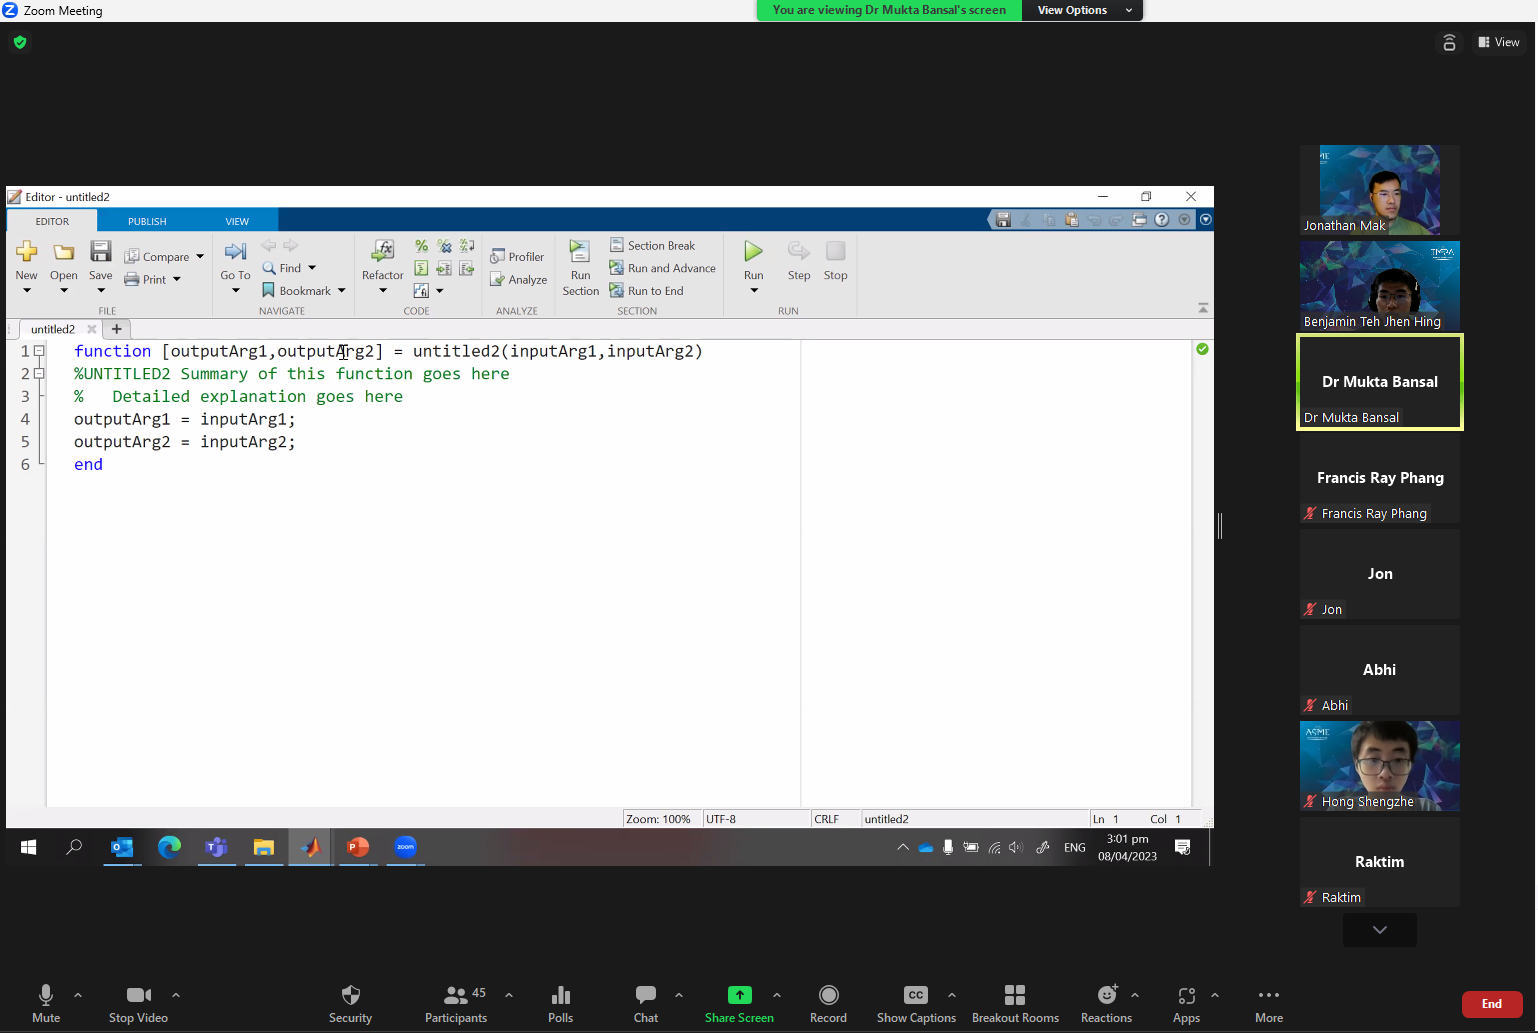 Zoom Meeting
You are viewing Dr Mukta Bansal's screen
View Options
View
Editor - untitled2
EDITOR
PUBLISH
VIEW
New
Open
Save
Compare
Print
FILE
Go To
Find
Bookmark
NAVIGATE
Refactor
CODE
Profiler
Analyze
ANALYZE
Run
Section
Section Break
Run and Advance
Run to End
SECTION
Run
Step
Stop
RUN
untitled2
1 function [outputArg1,outputArg2] = untitled2(inputArg1,inputArg2)
2 %UNTITLED2 Summary of this function goes here
3 % Detailed explanation goes here
4 outputArg1 = inputArg1;
5 outputArg2 = inputArg2;
6 end
Zoom: 100%
UTF-8
CRLF
untitled2
Ln 1
Col 1
zoom
ENG
3:01 pm
08/04/2023
Jonathan Mak
Benjamin Teh Jhen Hing
Dr Mukta Bansal
Dr Mukta Bansal
Francis Ray Phang
Francis Ray Phang
Jon
Jon
Abhi
Abhi
ASME
Hong Shengzhe
Raktim
Raktim
Mute
Stop Video
Security
45
Participants
Polls
Chat
Share Screen
Record
CC
Show Captions
Breakout Rooms
Reactions
Apps
More
End